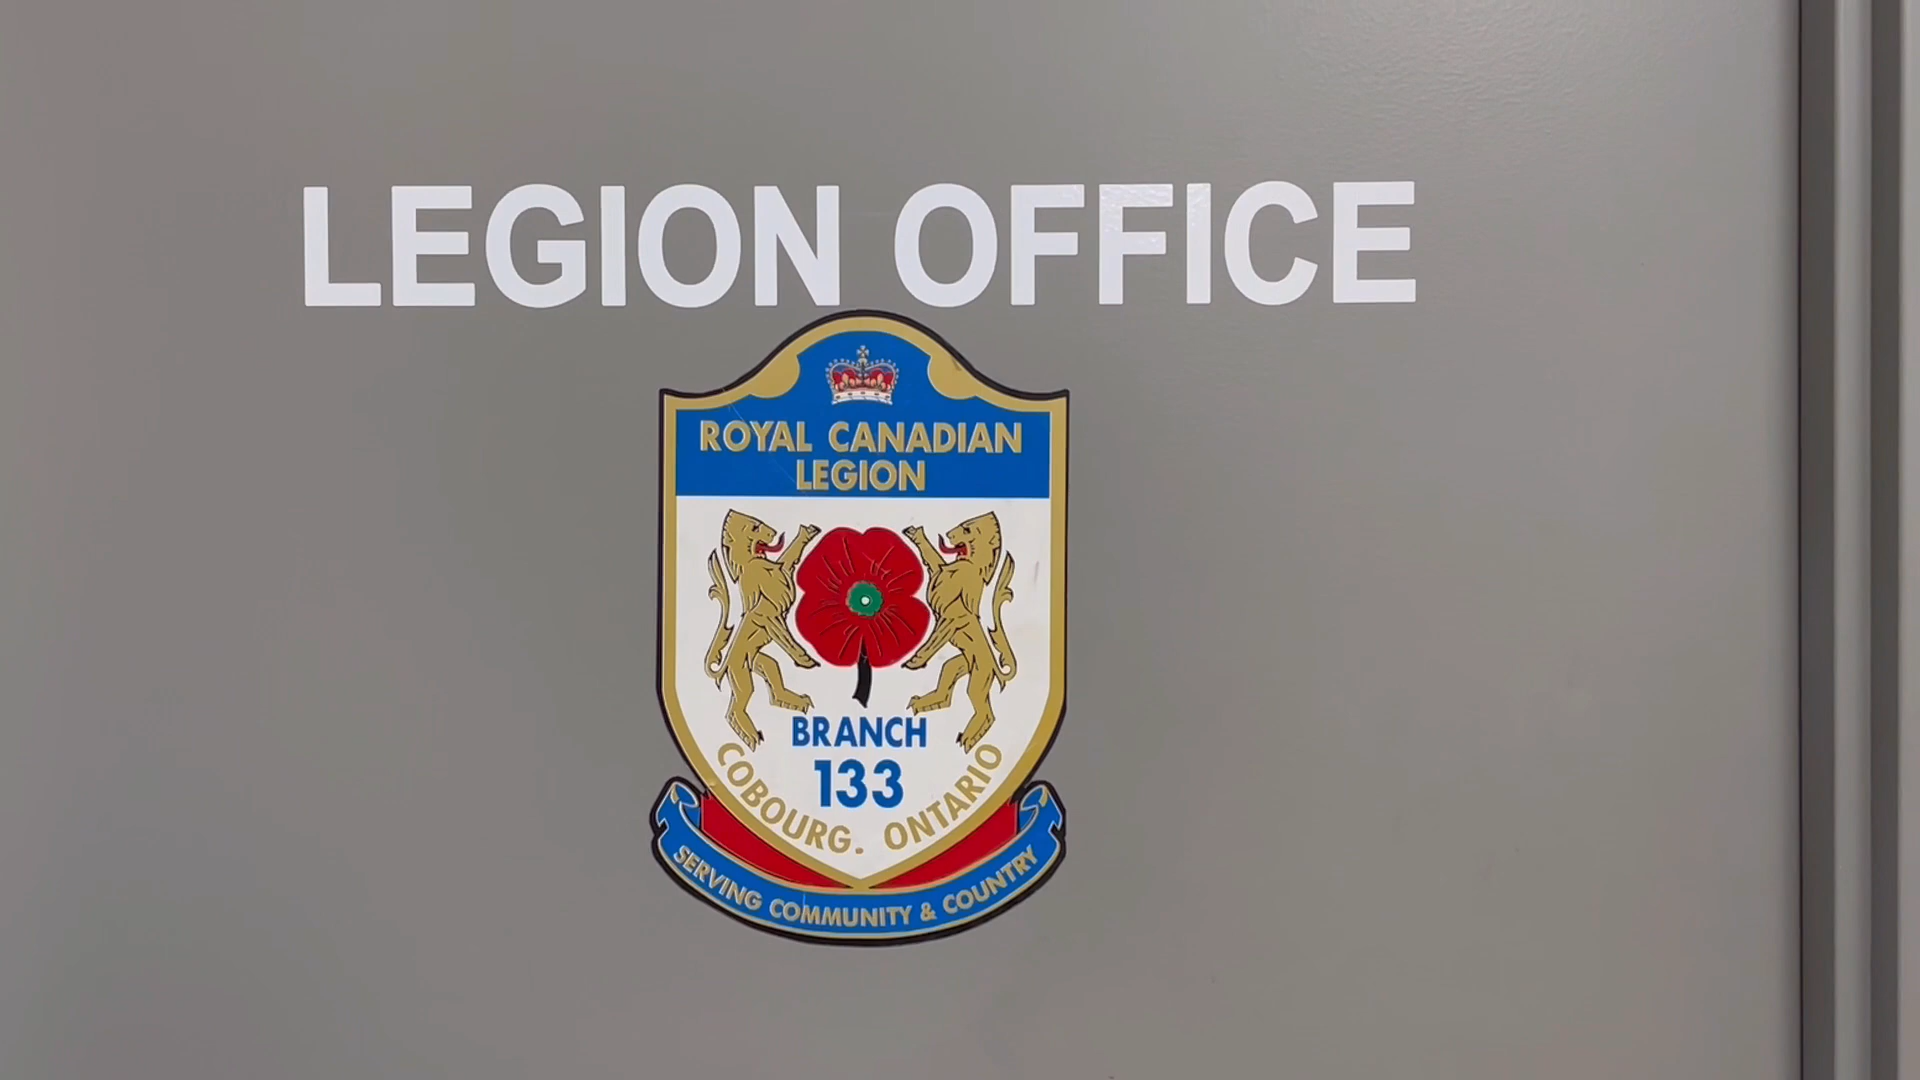 LEGION OFFICE
ROYAL CANADIAN
LEGION
BRANCH
133
COBOURG. ONTARIO
SERVING COMMUNITY & COUNTRY